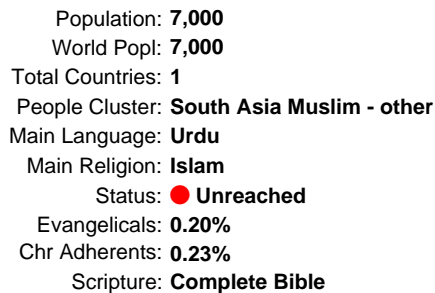 Population: 7,000
World Popl: 7,000
Total Countries: 1
People Cluster: South Asia Muslim - other
Main Language: Urdu
Main Religion: Islam
Status: Unreached
Evangelicals: 0.20%
Chr Adherents: 0.23%
Scripture: Complete Bible